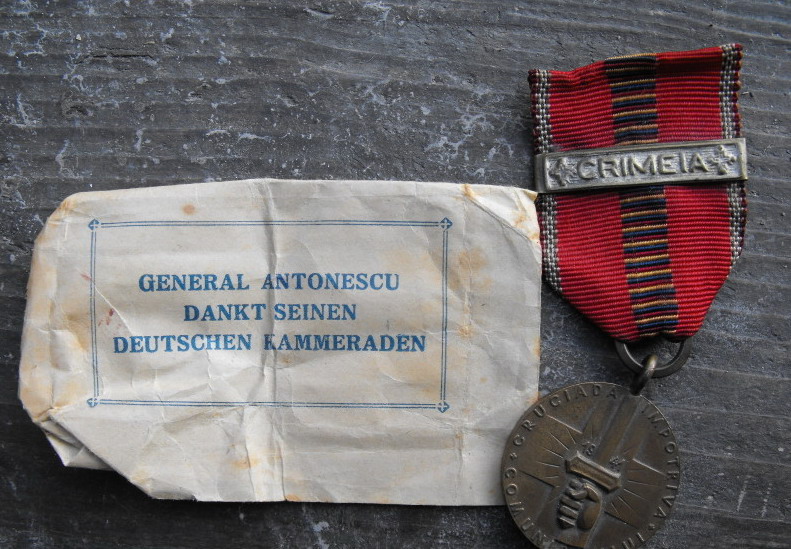 GENERAL ANTONESCU
DANKT SEINEN
DEUTSCHEN KAMMERADEN
CRIMEIA
CRUCIADA IMPOTRIVA